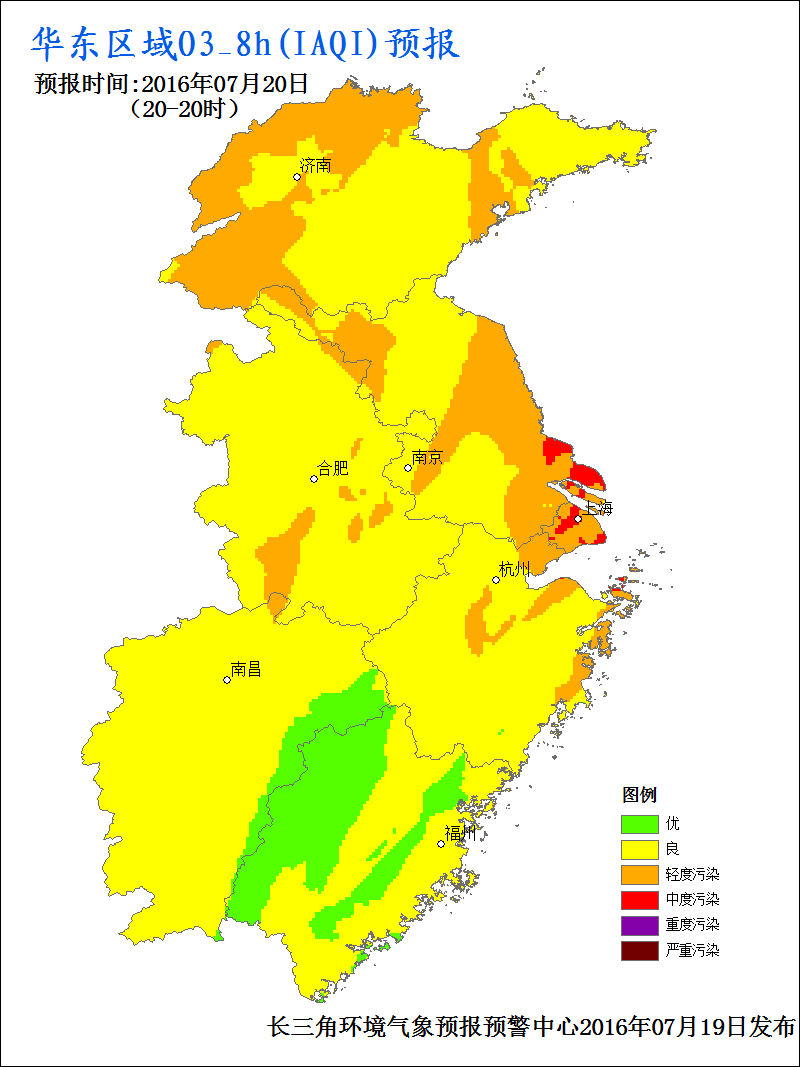 华东区域O3_8h(IAQI)预报
预报时间:2016年07月20日
(20-20时)
济南
合肥
南京
上海
杭州
南昌
福州
图例
优
良
轻度污染
中度污染
重度污染
严重污染
长三角环境气象预报预警中心2016年07月19日发布